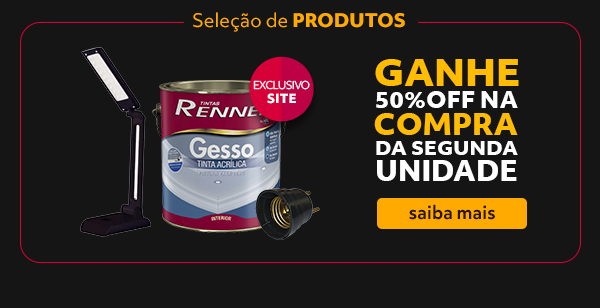 Seleção de PRODUTOS
EXCLUSIVO
SITE
TINTAS
RENNE
Gesso
TINTA ACRÍLICA
INTERIOR
GANHE
50%OFF NA
COMPRA
DA SEGUNDA
UNIDADE
saiba mais